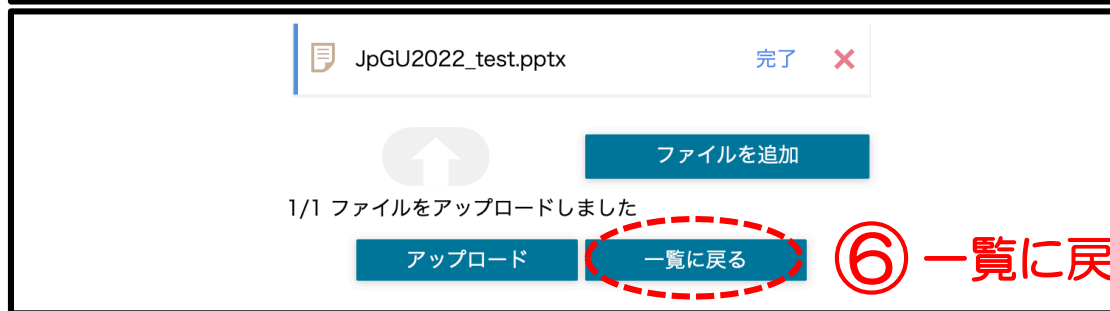 JpGU2022_test.pptx 完了
ファイルを追加
1/1 ファイルをアップロードしました
アップロード 一覧に戻る
⑥ 一覧に戻